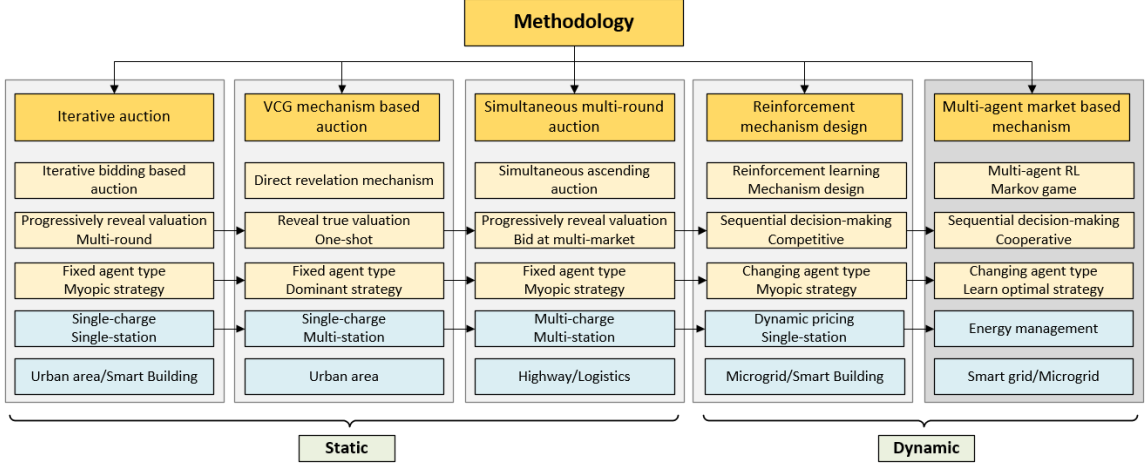 Methodology
Iterative auction
VCG mechanism based
auction
Simultaneous multi-round
auction
Reinforcement
mechanism design
Multi-agent market based
mechanism
Iterative bidding based
auction
Direct revelation mechanism
Simultaneous ascending
auction
Reinforcement learning
Mechanism design
Multi-agent RL
Markov game
Progressively reveal valuation
Multi-round
Reveal true valuation
One-shot
Progressively reveal valuation
Bid at multi-market
Sequential decision-making
Competitive
Sequential decision-making
Cooperative
Fixed agent type
Myopic strategy
Fixed agent type
Dominant strategy
Fixed agent type
Myopic strategy
Changing agent type
Myopic strategy
Changing agent type
Learn optimal strategy
Single-charge
Single-station
Single-charge
Multi-station
Multi-charge
Multi-station
Dynamic pricing
Single-station
Energy management
Urban area/Smart Building
Urban area
Highway/Logistics
Microgrid/Smart Building
Smart grid/Microgrid
Static
Dynamic